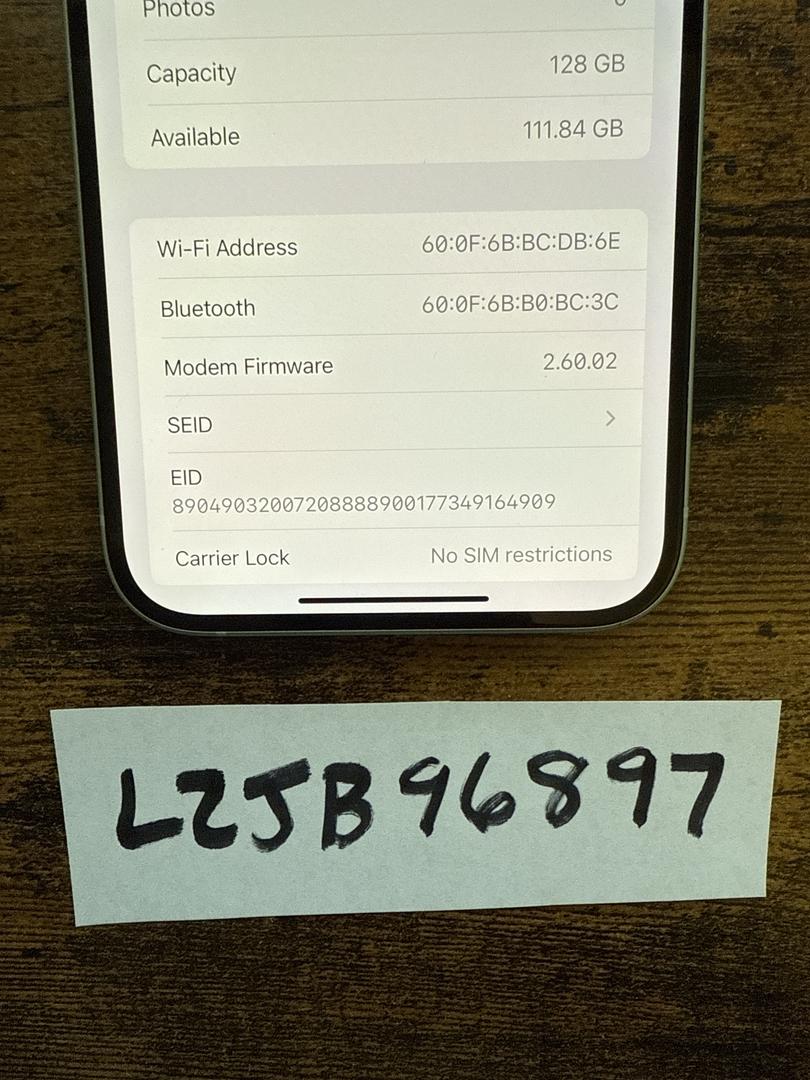 Photos
Capacity 128 GB
Available 111.84 GB
Wi-Fi Address 60:0F:6B:BC:DB:6E
Bluetooth 60:0F:6B:B0:BC:3C
Modem Firmware 2.60.02
SEID
EID
89049032007208888900177349164909
Carrier Lock No SIM restrictions
LZJB96897